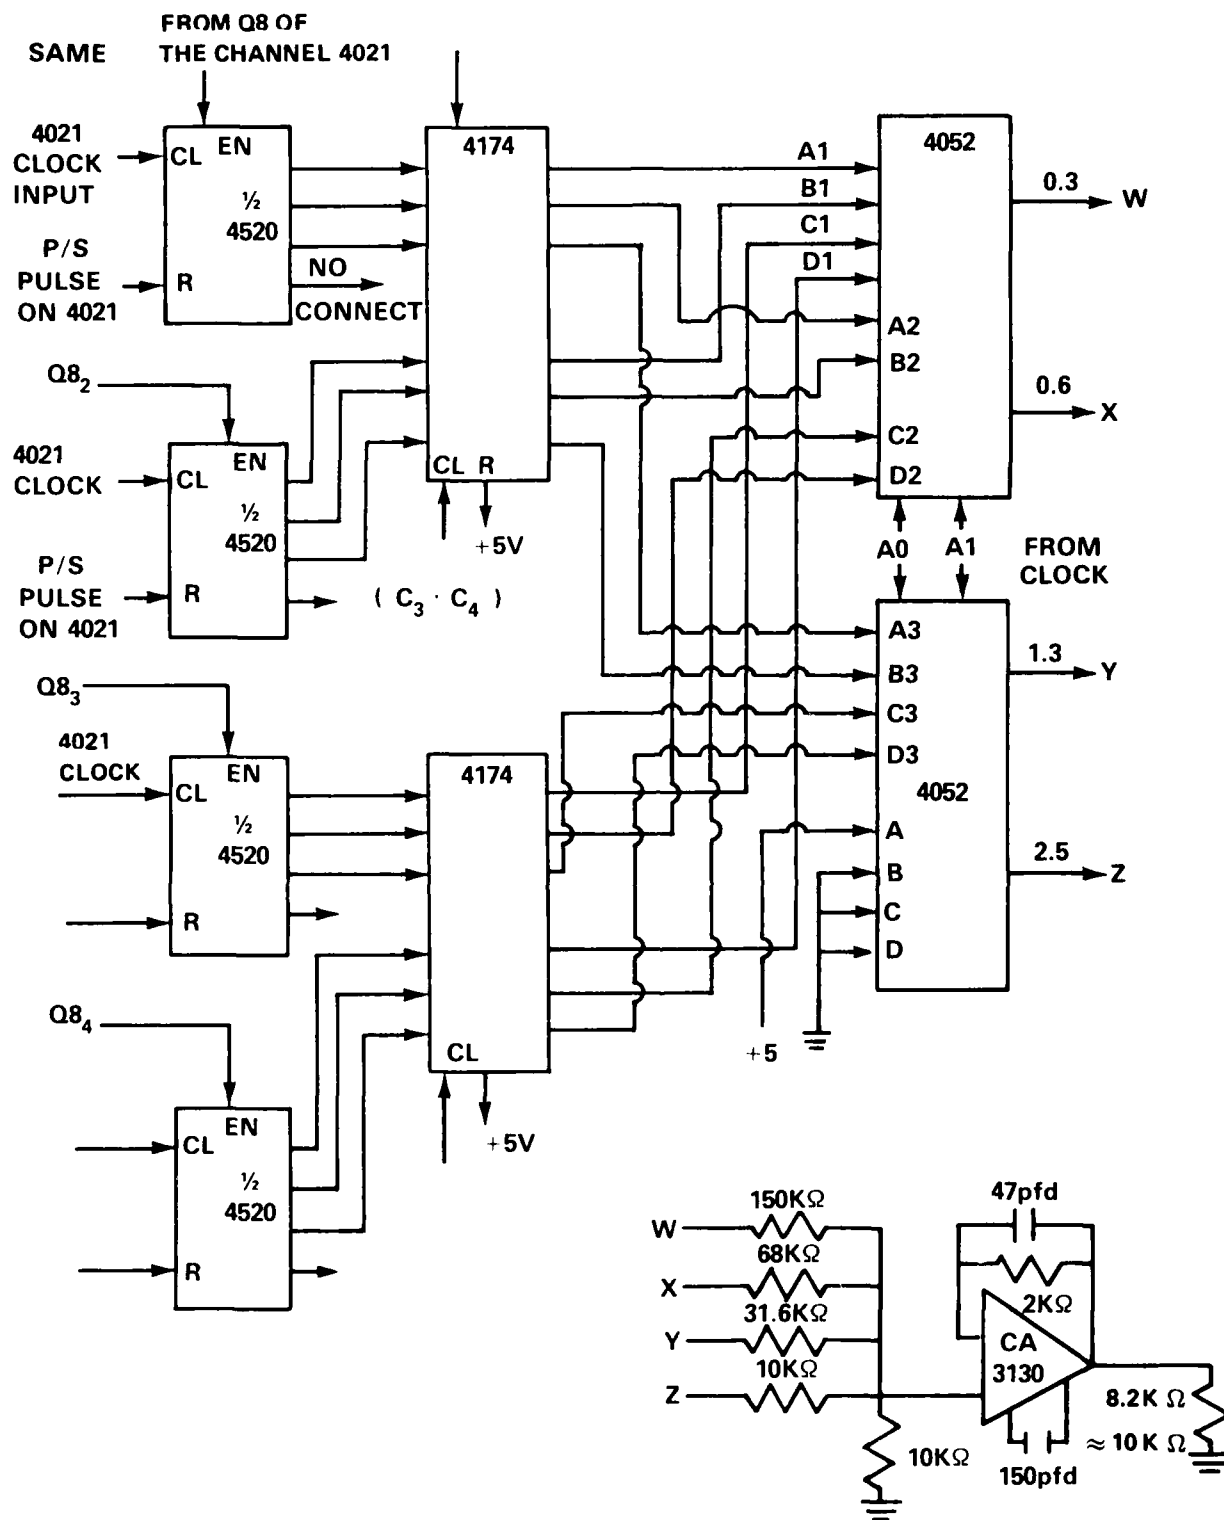 FROM Q8 OF
SAME THE CHANNEL 4021
4021
CLOCK
INPUT
CL
EN
½
4520
P/S
PULSE
ON 4021
R
NO
CONNECT
4174
CL R
+5V
( C3 · C4 )
Q82
4021
CLOCK
CL
EN
½
4520
P/S
PULSE
ON 4021
R
A1
B1
C1
D1
4052
A2
B2
C2
D2
0.3
W
0.6
X
A0 A1
FROM
CLOCK
A3
B3
C3
D3
4052
A
B
C
D
1.3
Y
2.5
Z
+5
Q83
4021
CLOCK
CL
EN
½
4520
R
4174
CL
+5V
Q84
EN
CL
½
4520
R
150KΩ
W
68KΩ
X
31.6KΩ
Y
10KΩ
Z
10KΩ
47pfd
2KΩ
CA
3130
150pfd
8.2K Ω
≈ 10 K Ω